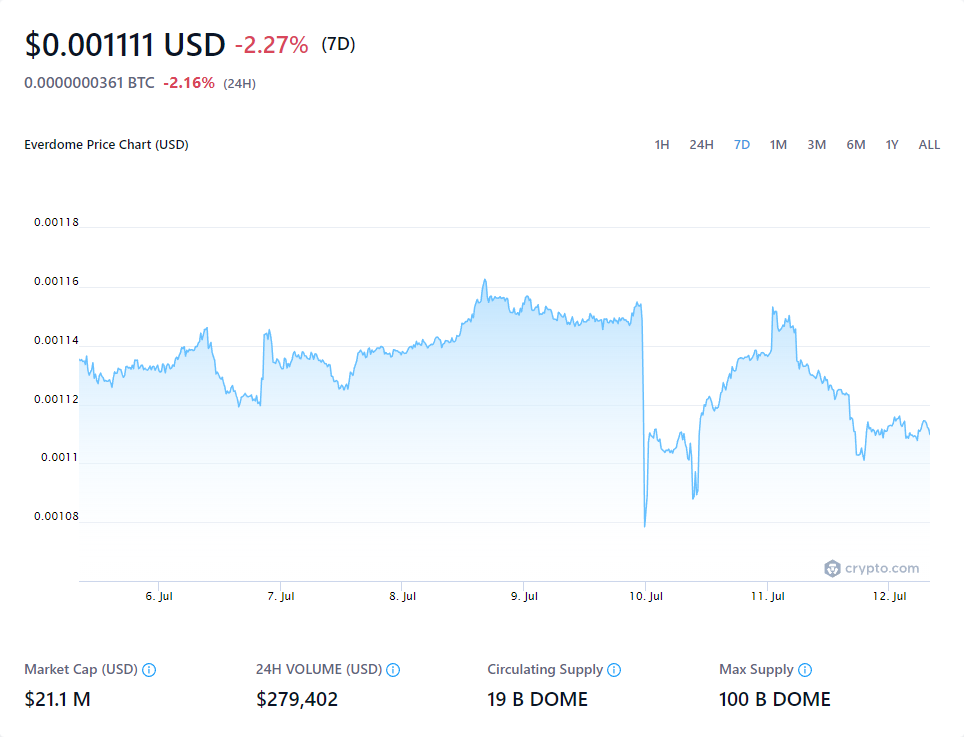 $0.001111 USD -2.27% (7D)
0.0000000361 BTC -2.16% (24H)
Everdome Price Chart (USD) 1H 24H 7D 1M 3M 6M 1Y ALL
0.00118
0.00116
0.00114
0.00112
0.0011
0.00108
crypto.com
6. Jul 7. Jul 8. Jul 9. Jul 10. Jul 11. Jul 12. Jul
Market Cap (USD) 24H VOLUME (USD) Circulating Supply Max Supply
$21.1 M $279,402 19 B DOME 100 B DOME